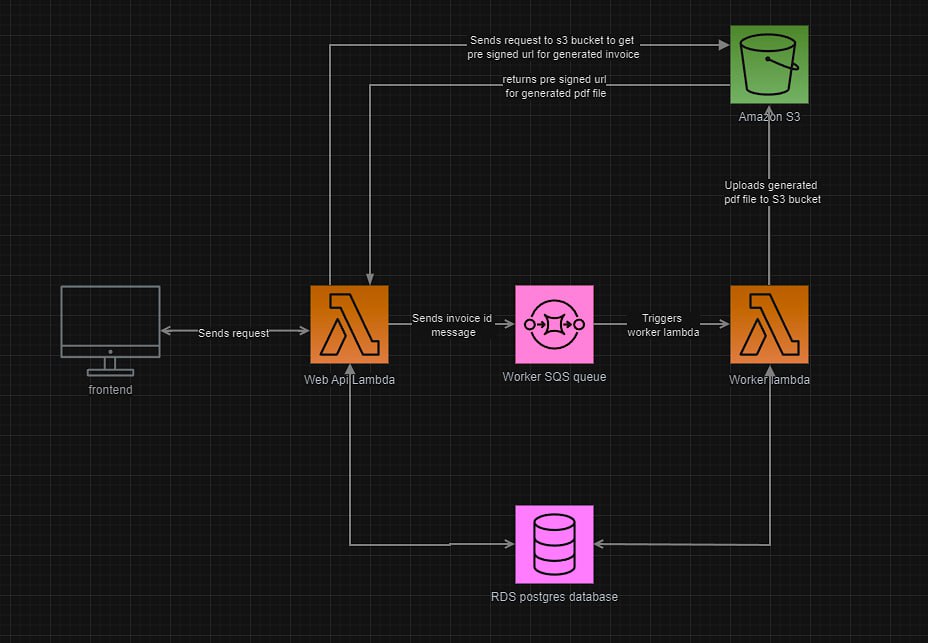 Sends request to s3 bucket to get
pre signed url for generated invoice
returns pre signed url
for generated pdf file
Amazon S3
Uploads generated
pdf file to S3 bucket
Sends request
Sends invoice id
message
Triggers
worker lambda
frontend
Web Api Lambda
Worker SQS queue
Worker lambda
RDS postgres database